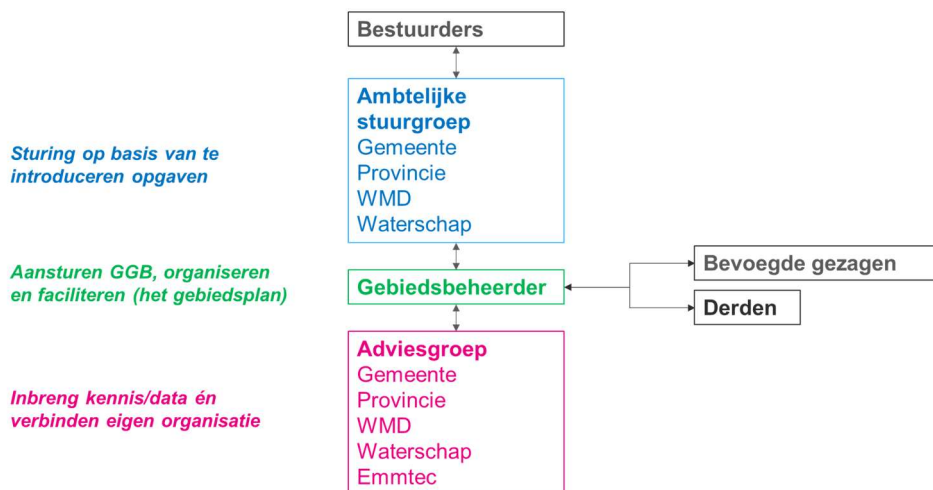 Bestuurders
Ambtelijke
stuurgroep
Gemeente
Provincie
WMD
Waterschap
Sturing op basis van te
introduceren opgaven
Aansturen GGB, organiseren
en faciliteren (het gebiedsplan)
Gebiedsbeheerder
Bevoegde gezagen
Derden
Adviesgroep
Gemeente
Provincie
WMD
Waterschap
Emmtec
Inbreng kennis/data én
verbinden eigen organisatie